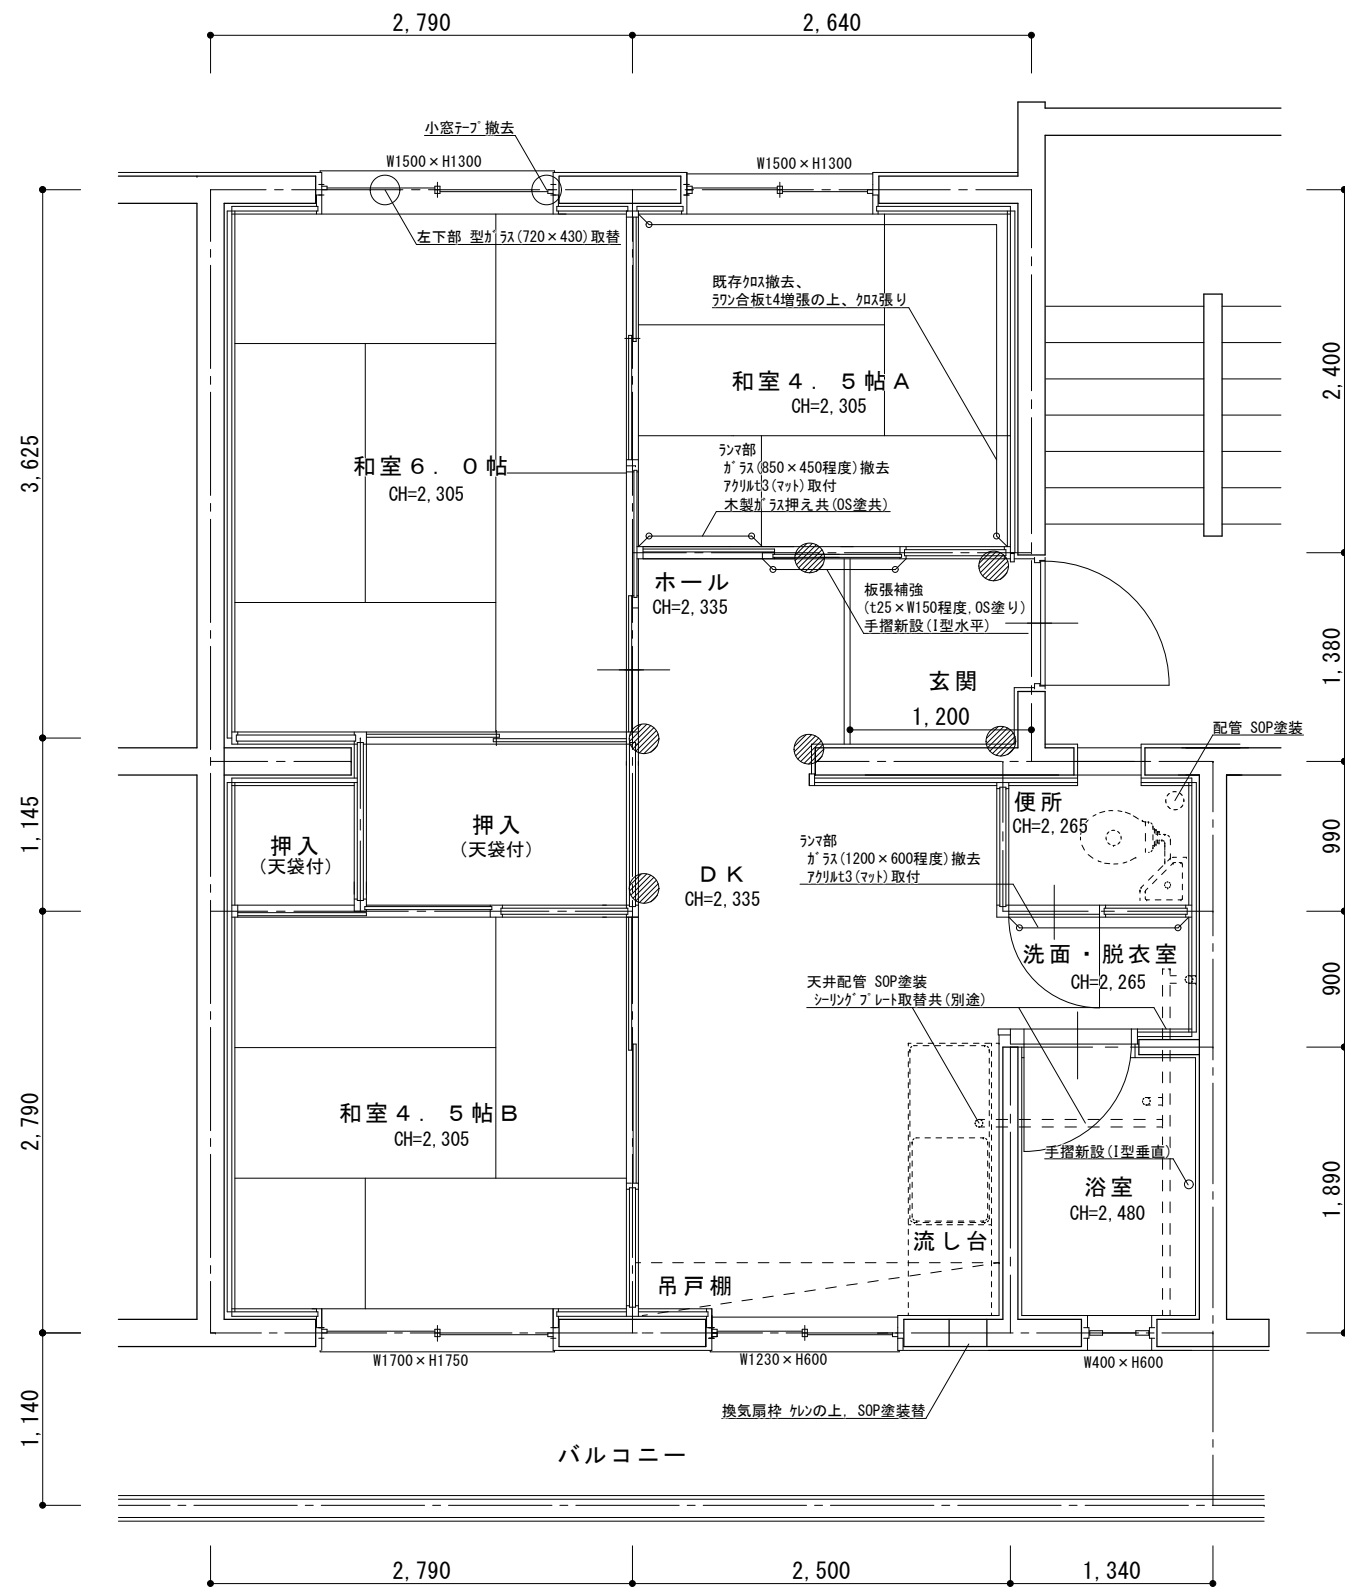 2,790
2,640
小窓ﾃｰﾌﾟ撤去
W1500×H1300
W1500×H1300
左下部 型ｶﾞﾗｽ(720×430)取替
既存ｸﾛｽ撤去、
ﾗﾜﾝ合板t4増張の上、ｸﾛｽ張り
和室4．5帖A
CH=2,305
2,400
3,625
和室6．0帖
CH=2,305
ﾗﾝﾏ部
ｶﾞﾗｽ(850×450程度)撤去
ｱｸﾘﾙt3(ﾏｯﾄ)取付
木製ｶﾞﾗｽ押え共(OS塗共)
ホール
CH=2,335
板張補強
(t25×W150程度,OS塗り)
手摺新設(I型水平)
1,380
玄関
1,200
配管 SOP塗装
1,145
押入
(天袋付)
押入
(天袋付)
便所
CH=2,265
990
ﾗﾝﾏ部
ｶﾞﾗｽ(1200×600程度)撤去
ｱｸﾘﾙt3(ﾏｯﾄ)取付
DK
CH=2,335
洗面・脱衣室
CH=2,265
900
天井配管 SOP塗装
ｼｰﾘﾝｸﾞﾌﾟﾚｰﾄ取替共(別途)
2,790
和室4．5帖B
CH=2,305
手摺新設(I型垂直)
浴室
CH=2,480
1,890
流し台
吊戸棚
W1700×H1750
W1230×H600
W400×H600
換気扇枠 ｹﾚﾝの上, SOP塗装替
1,140
バルコニー
2,790
2,500
1,340